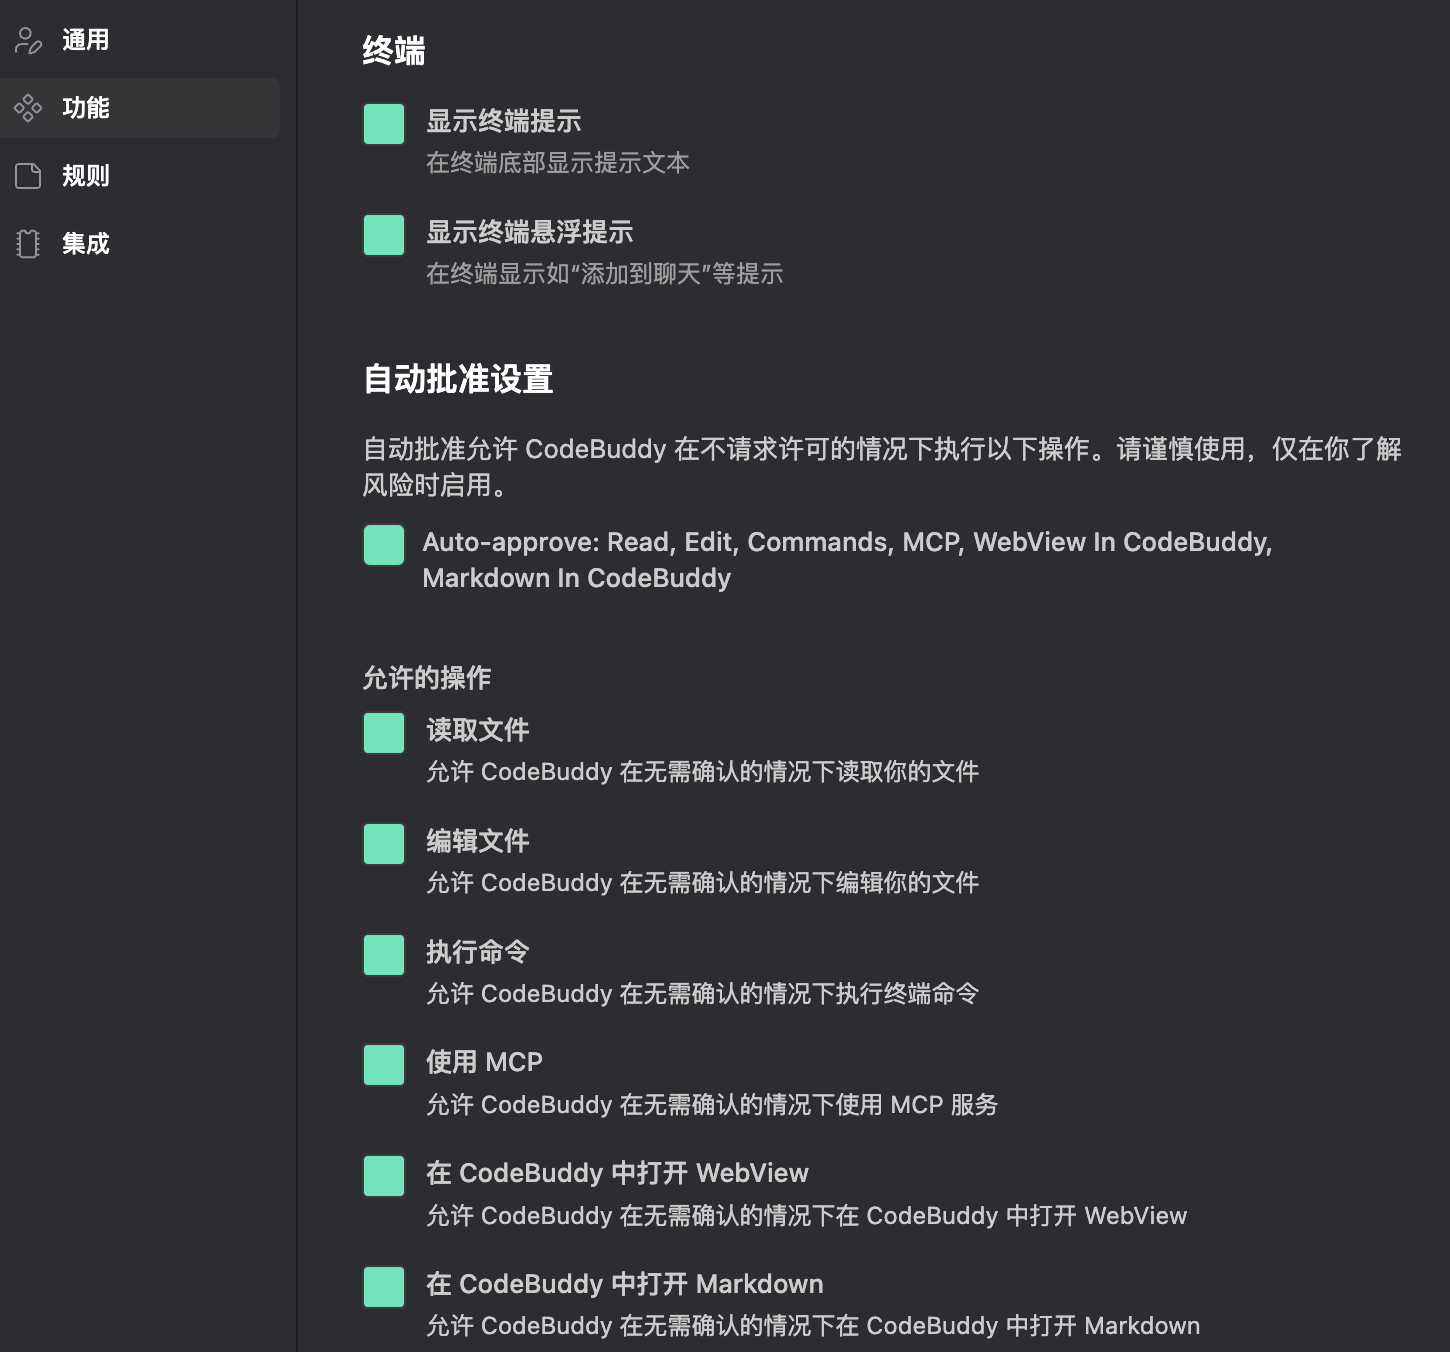 通用
功能
规则
集成
终端
显示终端提示
在终端底部显示提示文本
显示终端悬浮提示
在终端显示如“添加到聊天”等提示
自动批准设置
自动批准允许 CodeBuddy 在不请求许可的情况下执行以下操作。请谨慎使用，仅在你了解
风险时启用。
Auto-approve: Read, Edit, Commands, MCP, WebView In CodeBuddy,
Markdown In CodeBuddy
允许的操作
读取文件
允许 CodeBuddy 在无需确认的情况下读取你的文件
编辑文件
允许 CodeBuddy 在无需确认的情况下编辑你的文件
执行命令
允许 CodeBuddy 在无需确认的情况下执行终端命令
使用 MCP
允许 CodeBuddy 在无需确认的情况下使用 MCP 服务
在 CodeBuddy 中打开 WebView
允许 CodeBuddy 在无需确认的情况下在 CodeBuddy 中打开 WebView
在 CodeBuddy 中打开 Markdown
允许 CodeBuddy 在无需确认的情况下在 CodeBuddy 中打开 Markdown